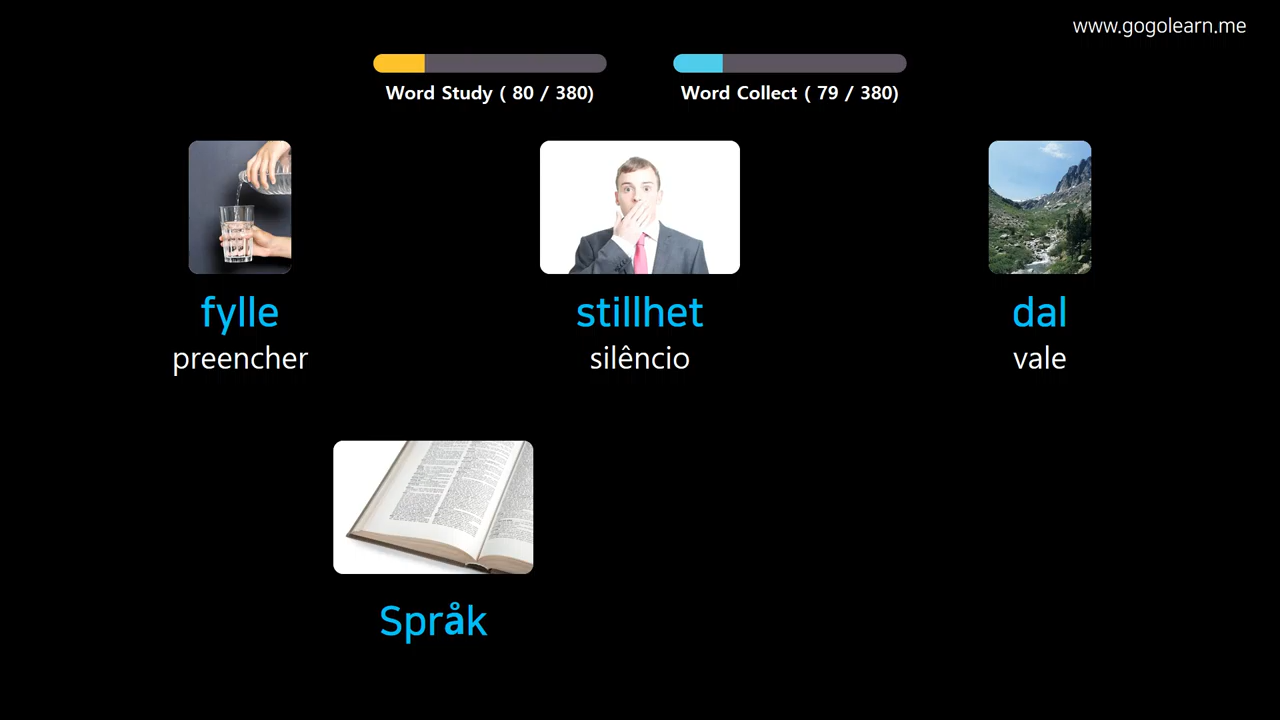 www.gogolearn.me
Word Study ( 80 / 380)
Word Collect ( 79 / 380)
fylle
stillhet
dal
preencher
silêncio
vale
Språk